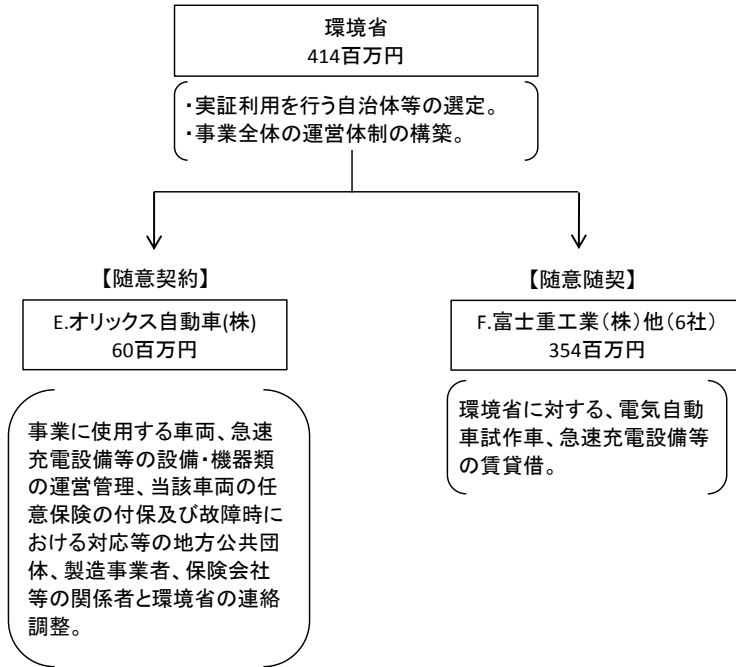 環境省
414百万円
・実証利用を行う自治体等の選定。
・事業全体の運営体制の構築。
【随意契約】
E.オリックス自動車(株)
60百万円
事業に使用する車両、急速
充電設備等の設備・機器類
の運営管理、当該車両の任
意保険の付保及び故障時に
おける対応等の地方公共団
体、製造事業者、保険会社
等の関係者と環境省の連絡
調整。
【随意随契】
F.富士重工業(株)他(6社)
354百万円
環境省に対する、電気自動
車試作車、急速充電設備等
の賃貸借。